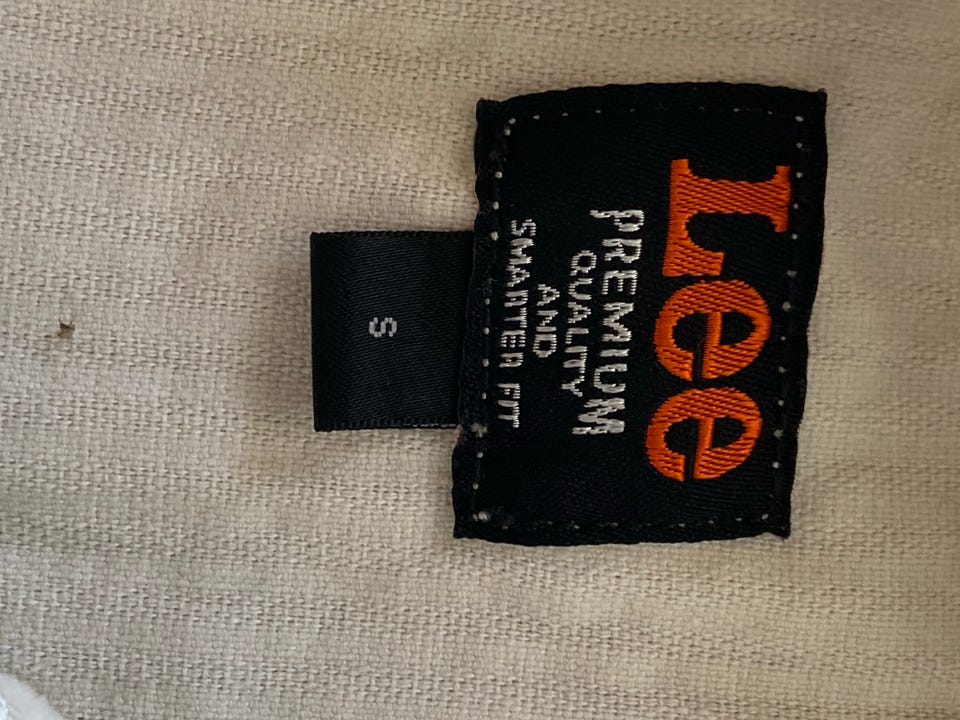 Lee
PREMIUM
QUALITY
AND
SMARTER FIT
S